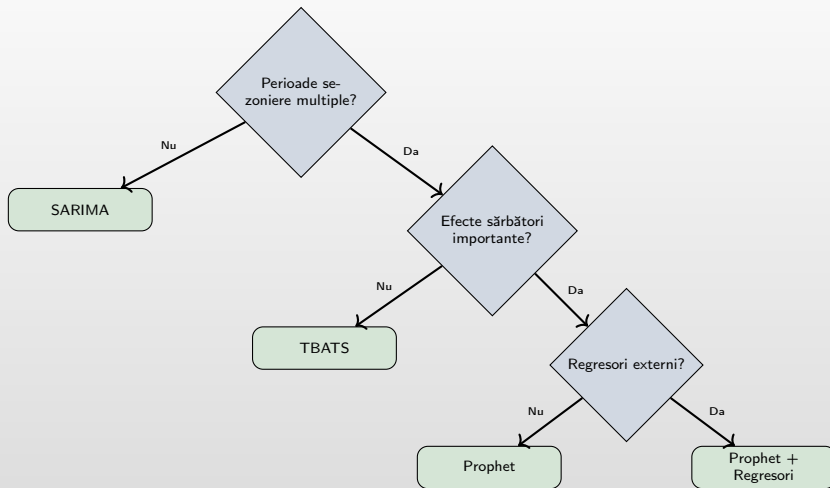 Perioade se-
zoniere multiple?
Nu
Da
SARIMA
Efecte sărbători
importante?
Nu
Da
TBATS
Regresori externi?
Nu
Da
Prophet
Prophet +
Regresori